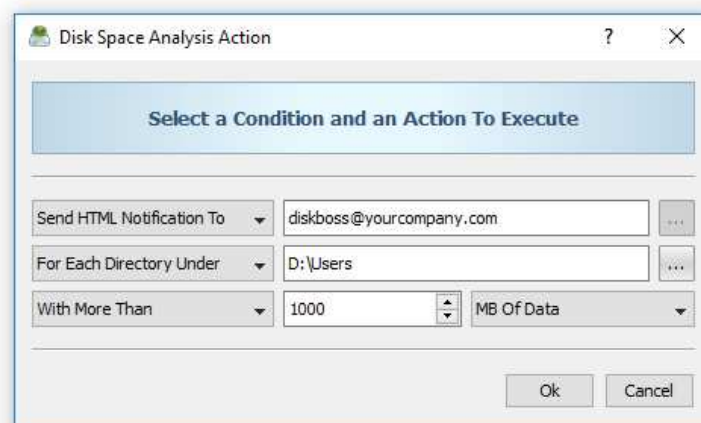 Disk Space Analysis Action ?
Select a Condition and an Action To Execute
Send HTML Notification To diskboss@yourcompany.com ...
For Each Directory Under D:\Users ...
With More Than 1000 MB Of Data
Ok Cancel